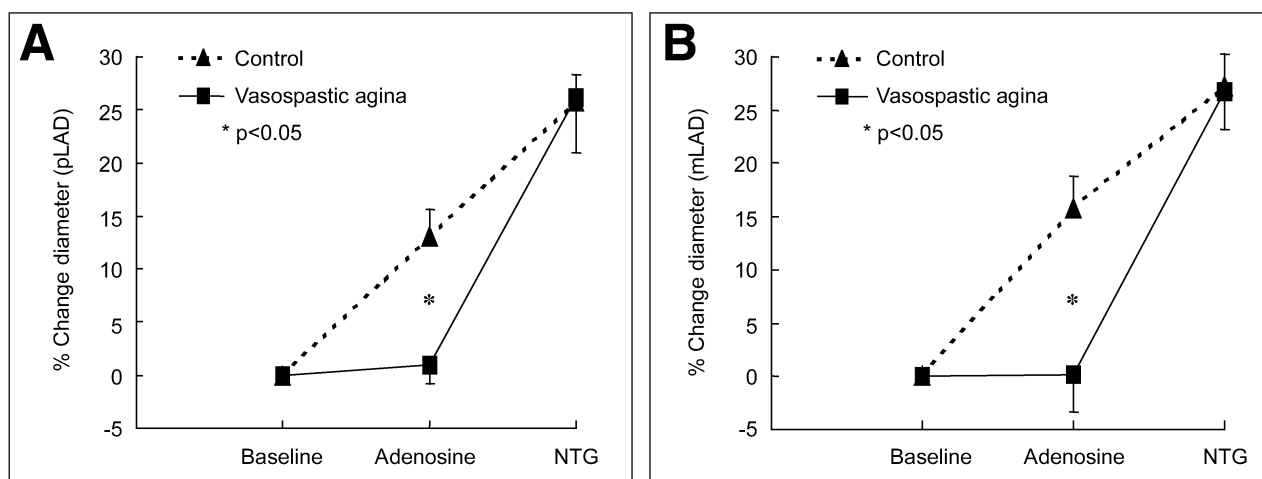 A
Control
Vasospastic agina
* p<0.05
% Change diameter (pLAD)
30
25
20
15
10
5
0
-5
*
Baseline Adenosine NTG
B
Control
Vasospastic agina
* p<0.05
% Change diameter (mLAD)
30
25
20
15
10
5
0
-5
*
Baseline Adenosine NTG